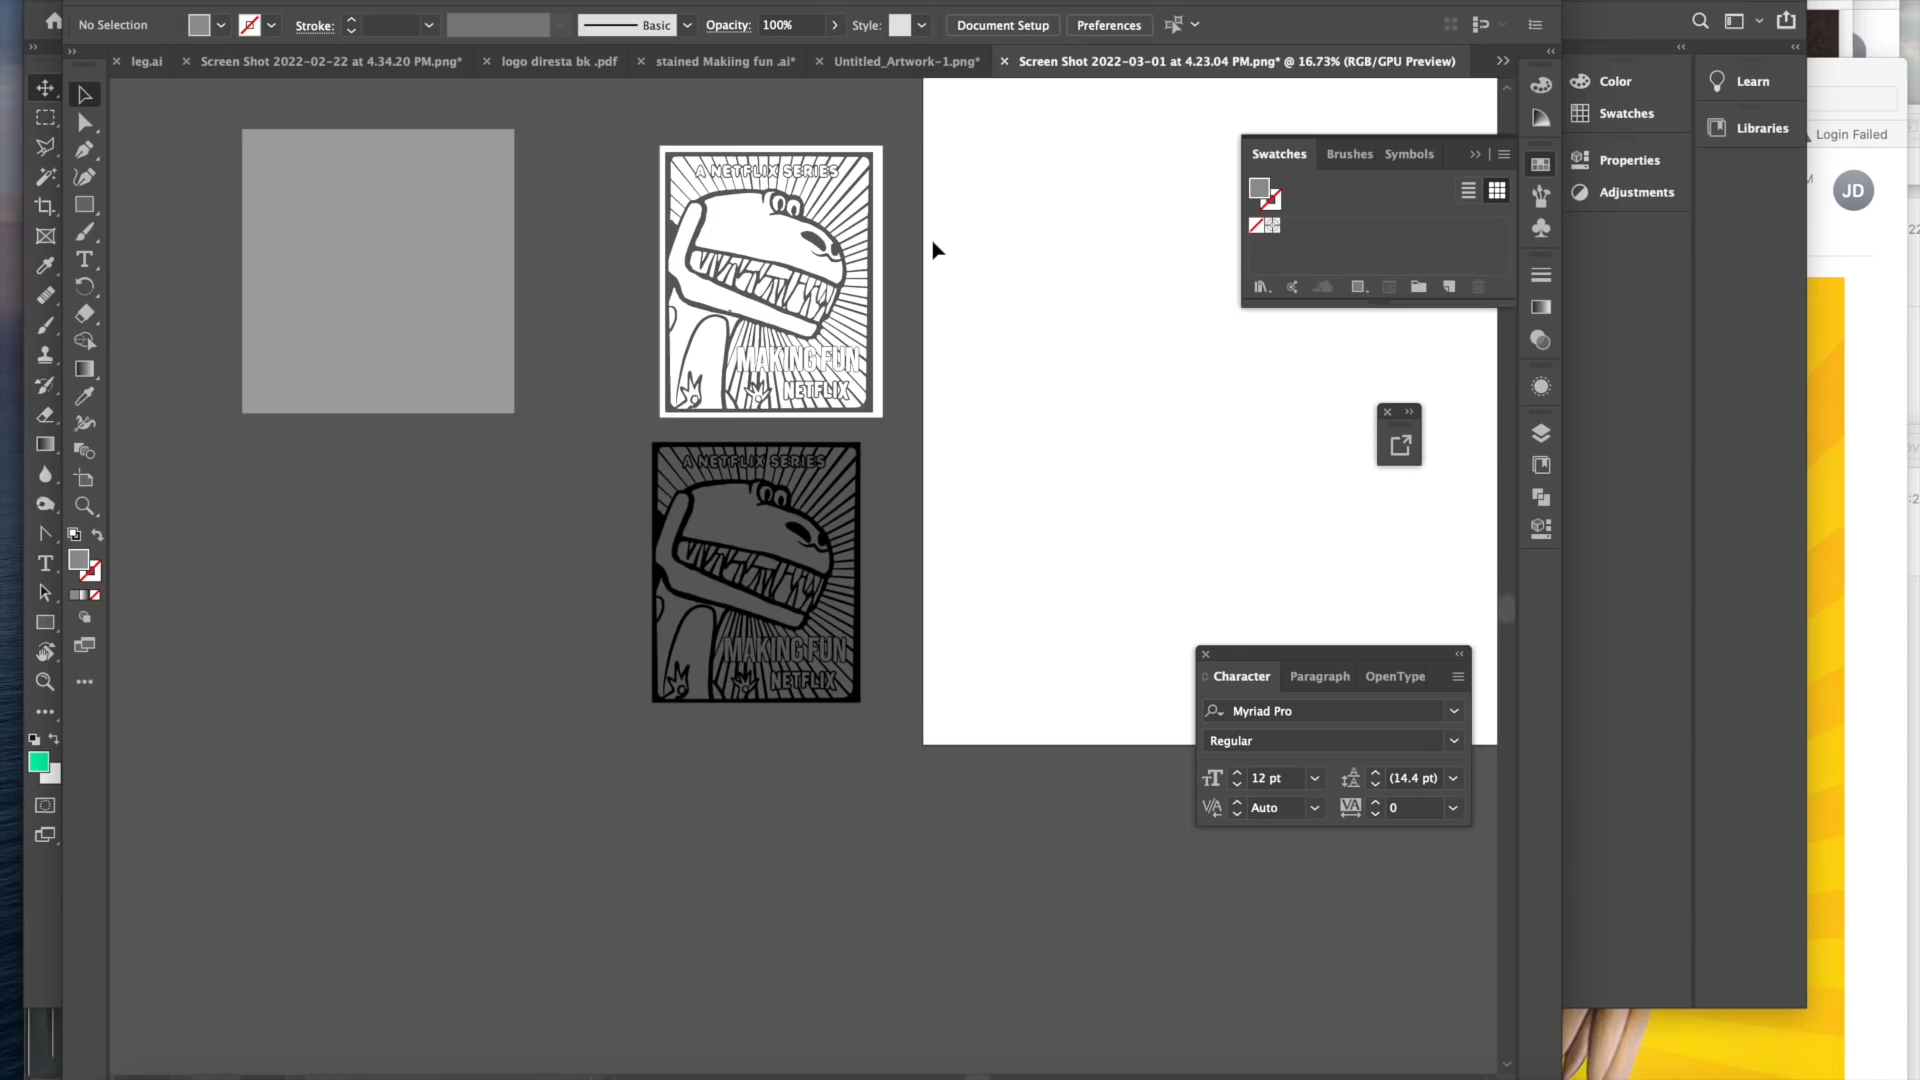 No Selection
Stroke:
Basic
Opacity: 100%
Style:
Document Setup
Preferences
leg.ai
Screen Shot 2022-02-22 at 4.34.20 PM.png*
logo diresta bk .pdf
stained Makiing fun .ai*
Untitled_Artwork-1.png*
Screen Shot 2022-03-01 at 4.23.04 PM.png* @ 16.73% (RGB/GPU Preview)
Color
Swatches
Properties
Adjustments
Learn
Libraries
Login Failed
JD
Swatches
Brushes
Symbols
A NETFLIX SERIES
MAKING FUN
NETFLIX
A NETFLIX SERIES
MAKING FUN
NETFLIX
Character
Paragraph
OpenType
Myriad Pro
Regular
12 pt
(14.4 pt)
Auto
0